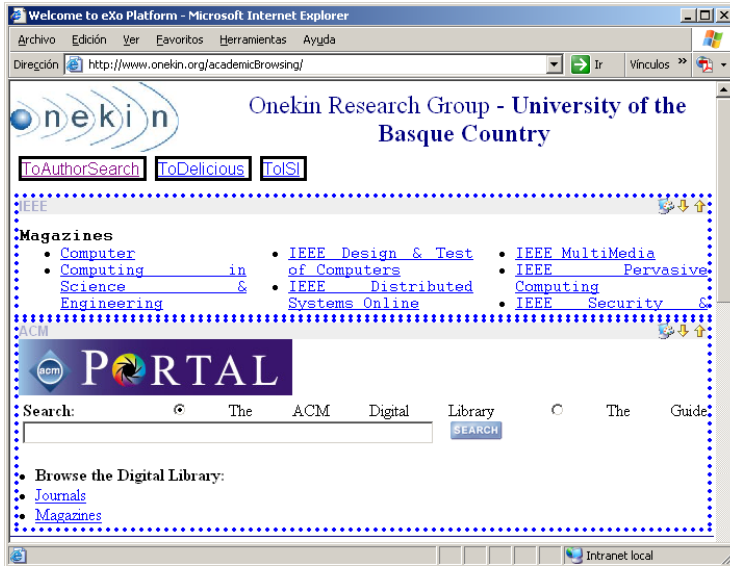 Welcome to eXo Platform - Microsoft Internet Explorer
Archivo Edición Ver Favoritos Herramientas Ayuda
Dirección http://www.onekin.org/academicBrowsing/ Ir Vínculos »
onekin
Onekin Research Group - University of the
Basque Country
ToAuthorSearch ToDelicious ToISI
IEEE
Magazines
• Computer • IEEE Design & Test • IEEE MultiMedia
• Computing in of Computers • IEEE Pervasive
Science & • IEEE Distributed Computing
Engineering Systems Online • IEEE Security &
ACM
acm PORTAL
Search: The ACM Digital Library The Guide
SEARCH
• Browse the Digital Library:
• Journals
• Magazines
Intranet local